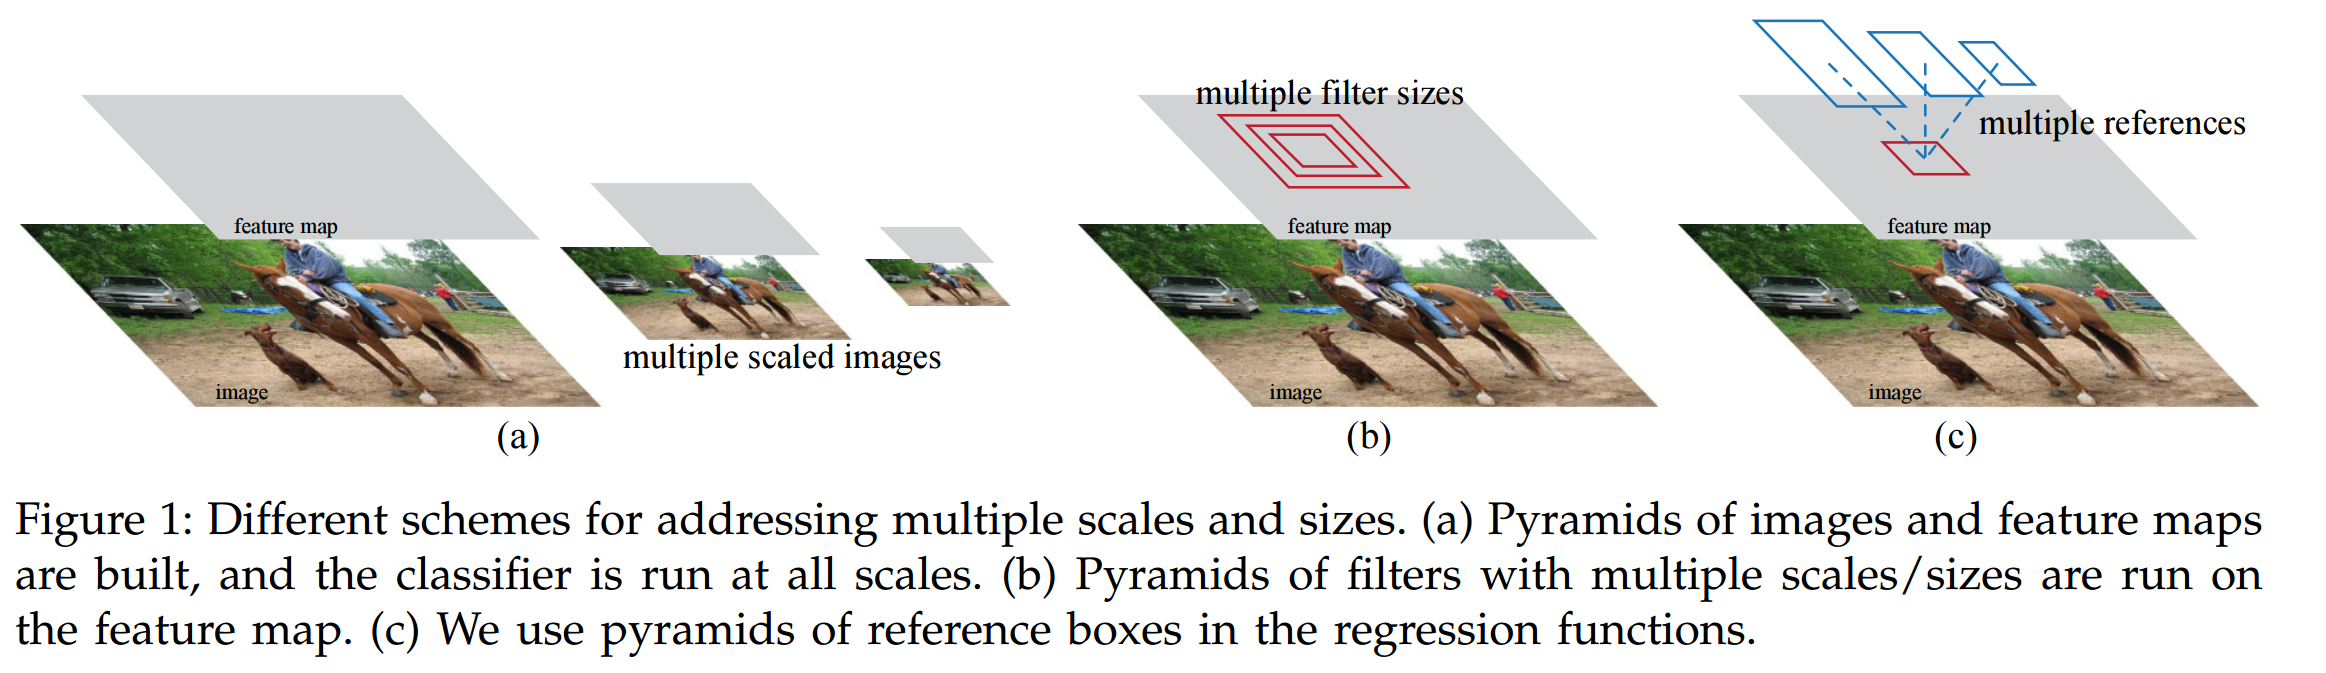 multiple filter sizes
multiple references
feature map
feature map
feature map
multiple scaled images
image
image
image
(a)
(b)
(c)
Figure 1: Different schemes for addressing multiple scales and sizes. (a) Pyramids of images and feature maps
are built, and the classifier is run at all scales. (b) Pyramids of filters with multiple scales/sizes are run on
the feature map. (c) We use pyramids of reference boxes in the regression functions.